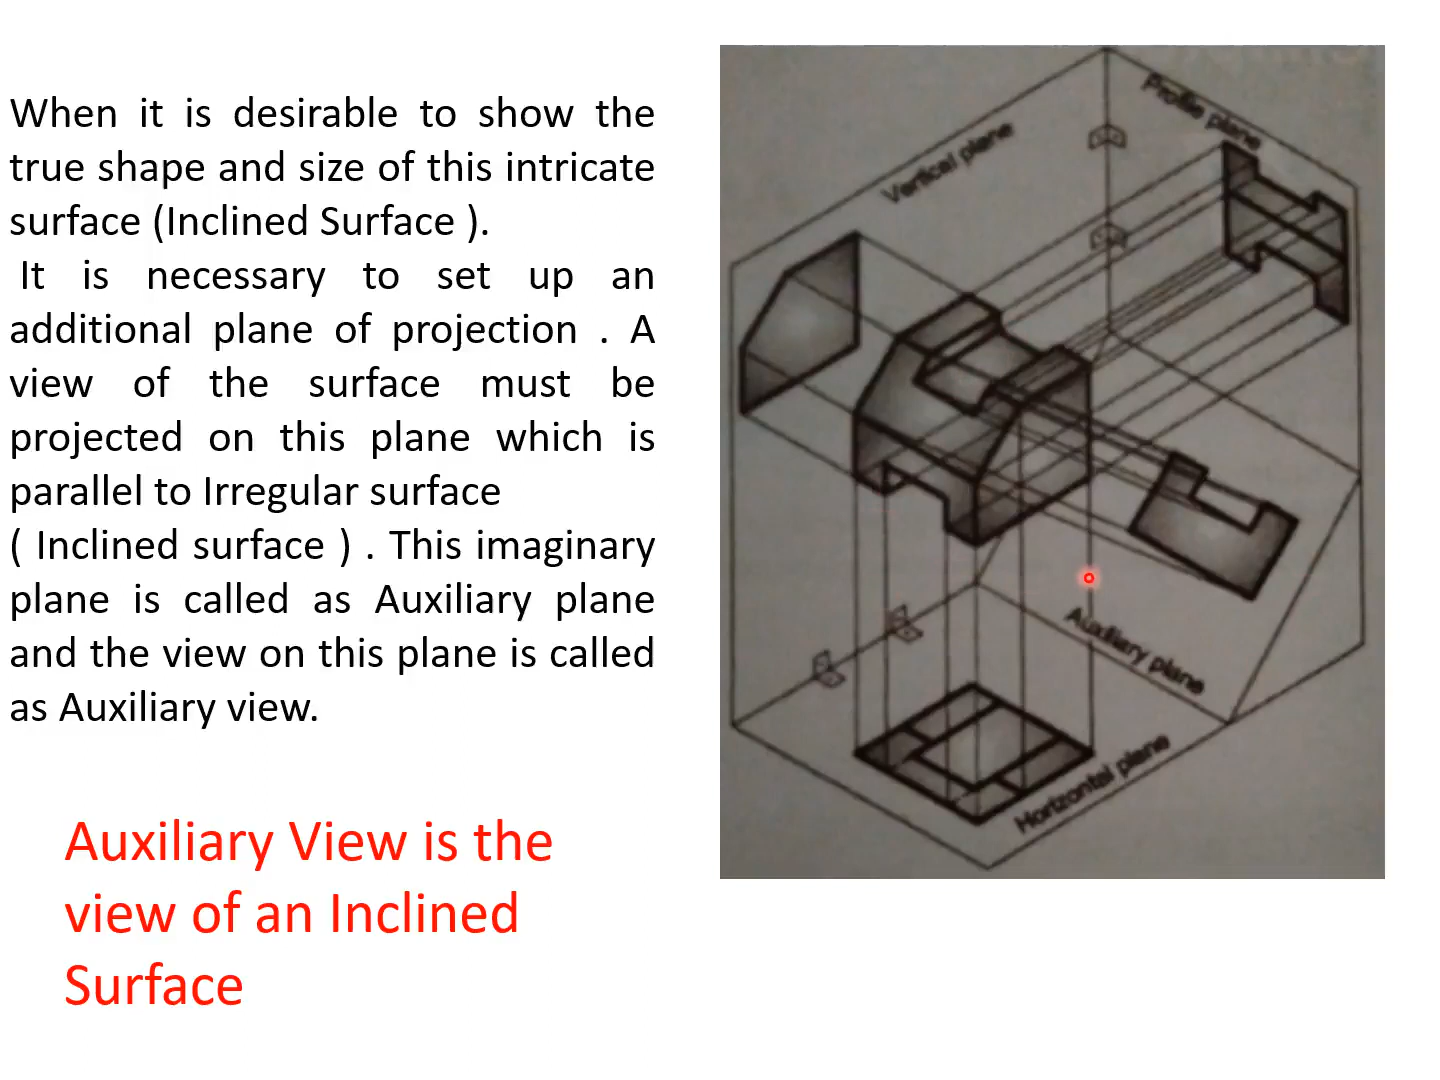 When it is desirable to show the
true shape and size of this intricate
surface (Inclined Surface ).
It is necessary to set up an
additional plane of projection . A
view of the surface must be
projected on this plane which is
parallel to Irregular surface
( Inclined surface ) . This imaginary
plane is called as Auxiliary plane
and the view on this plane is called
as Auxiliary view.
Auxiliary View is the
view of an Inclined
Surface
Vertical plane
Profile plane
Auxiliary plane
Horizontal plane